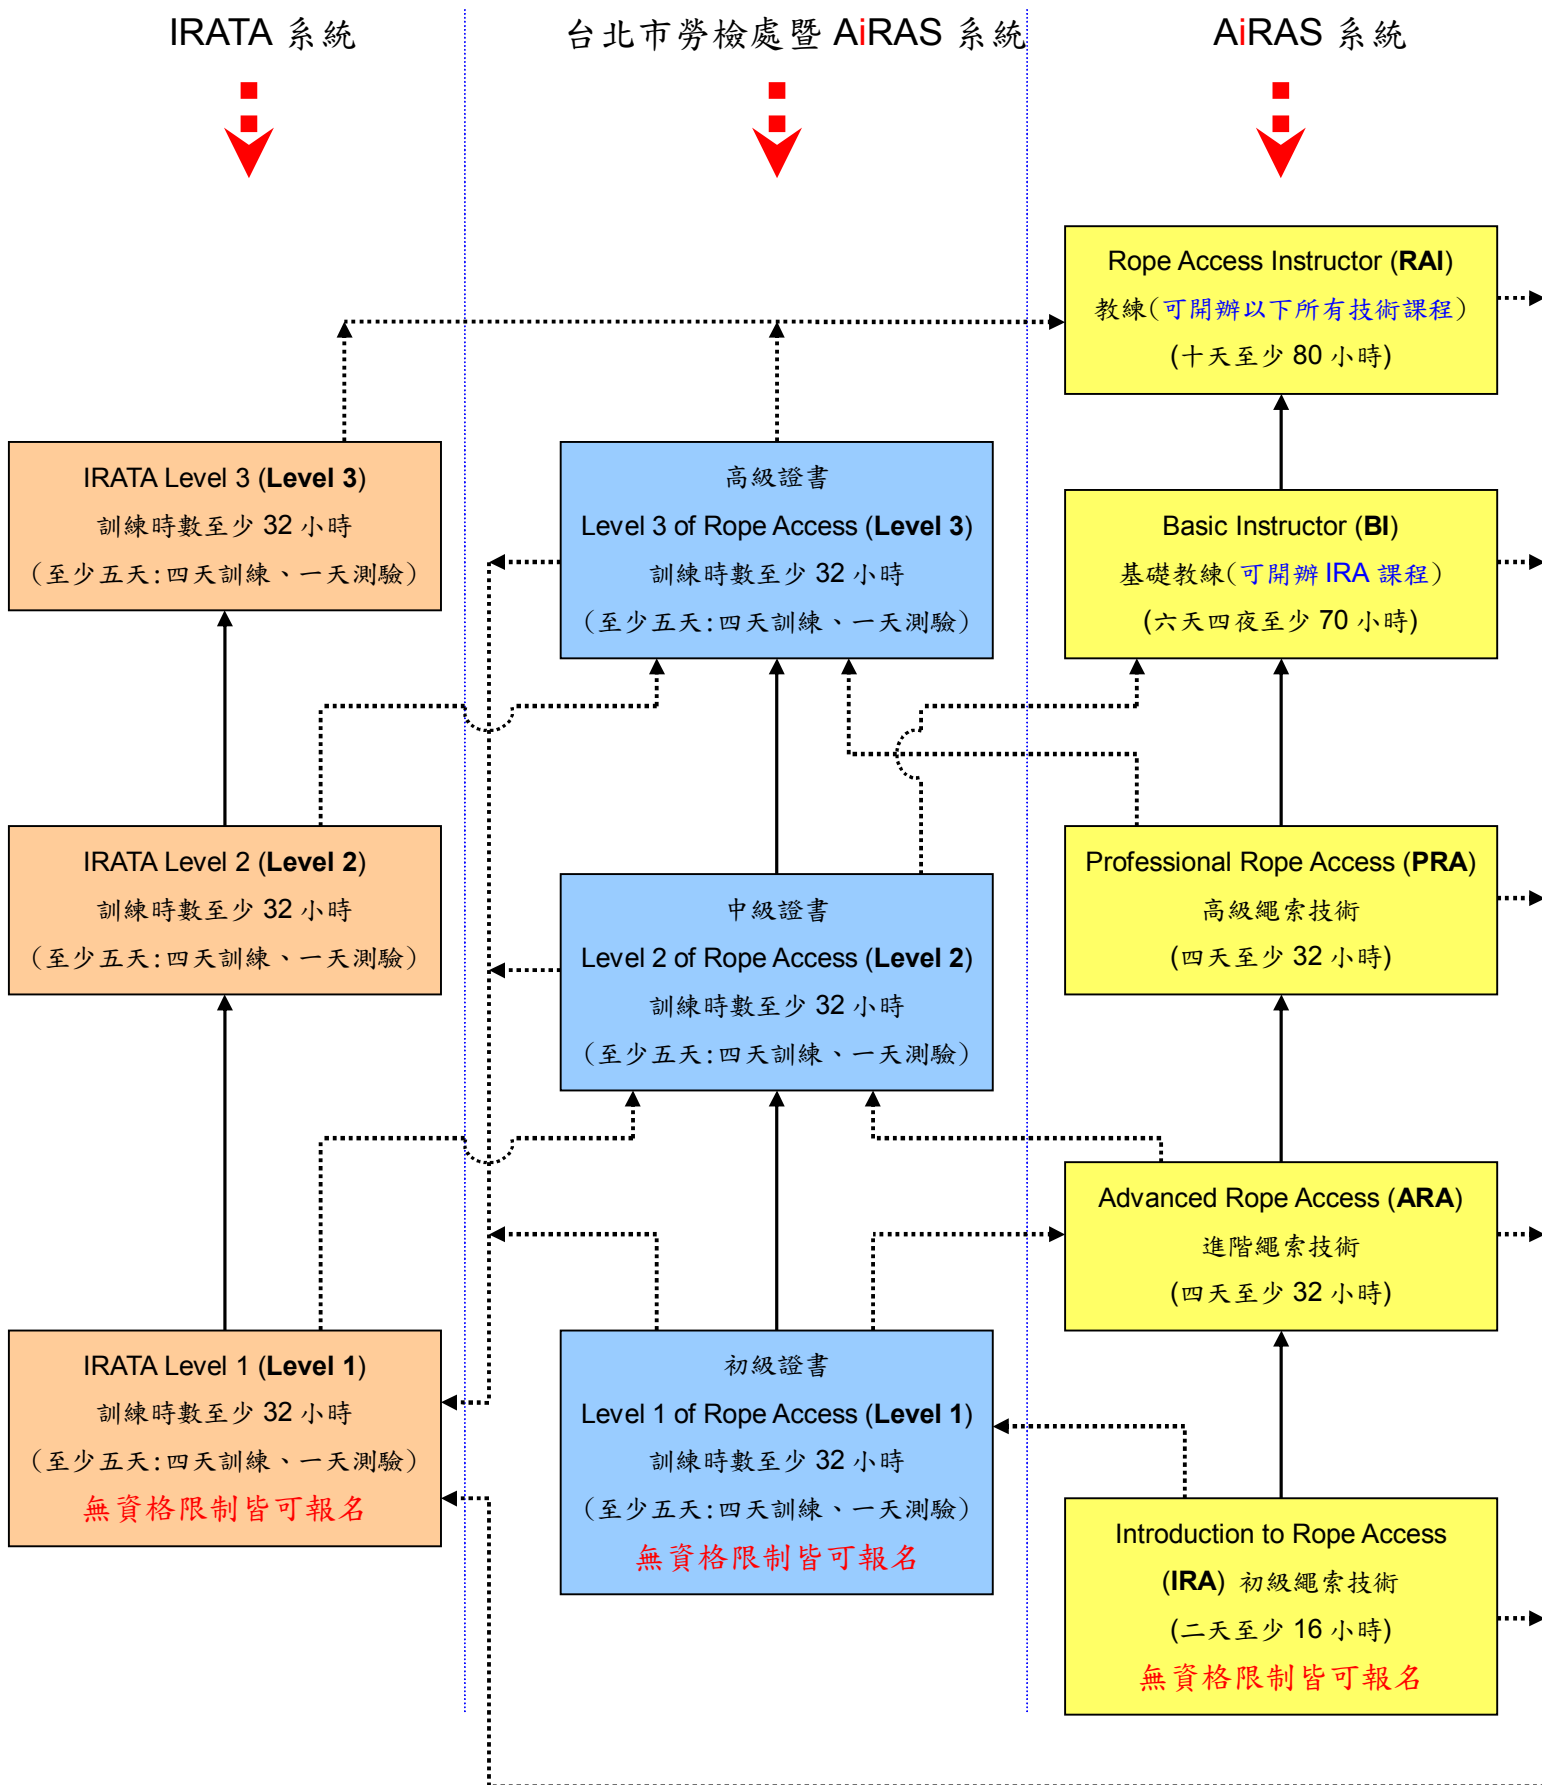 IRATA 系統
台北市勞檢處暨 AiRAS 系統
AiRAS 系統
Rope Access Instructor (RAI)
教練(可開辦以下所有技術課程)
(十天至少 80 小時)
IRATA Level 3 (Level 3)
訓練時數至少 32 小時
(至少五天:四天訓練、一天測驗)
高級證書
Level 3 of Rope Access (Level 3)
訓練時數至少 32 小時
(至少五天:四天訓練、一天測驗)
Basic Instructor (BI)
基礎教練(可開辦 IRA 課程)
(六天四夜至少 70 小時)
IRATA Level 2 (Level 2)
訓練時數至少 32 小時
(至少五天:四天訓練、一天測驗)
中級證書
Level 2 of Rope Access (Level 2)
訓練時數至少 32 小時
(至少五天:四天訓練、一天測驗)
Professional Rope Access (PRA)
高級繩索技術
(四天至少 32 小時)
Advanced Rope Access (ARA)
進階繩索技術
(四天至少 32 小時)
IRATA Level 1 (Level 1)
訓練時數至少 32 小時
(至少五天:四天訓練、一天測驗)
無資格限制皆可報名
初級證書
Level 1 of Rope Access (Level 1)
訓練時數至少 32 小時
(至少五天:四天訓練、一天測驗)
無資格限制皆可報名
Introduction to Rope Access
(IRA) 初級繩索技術
(二天至少 16 小時)
無資格限制皆可報名